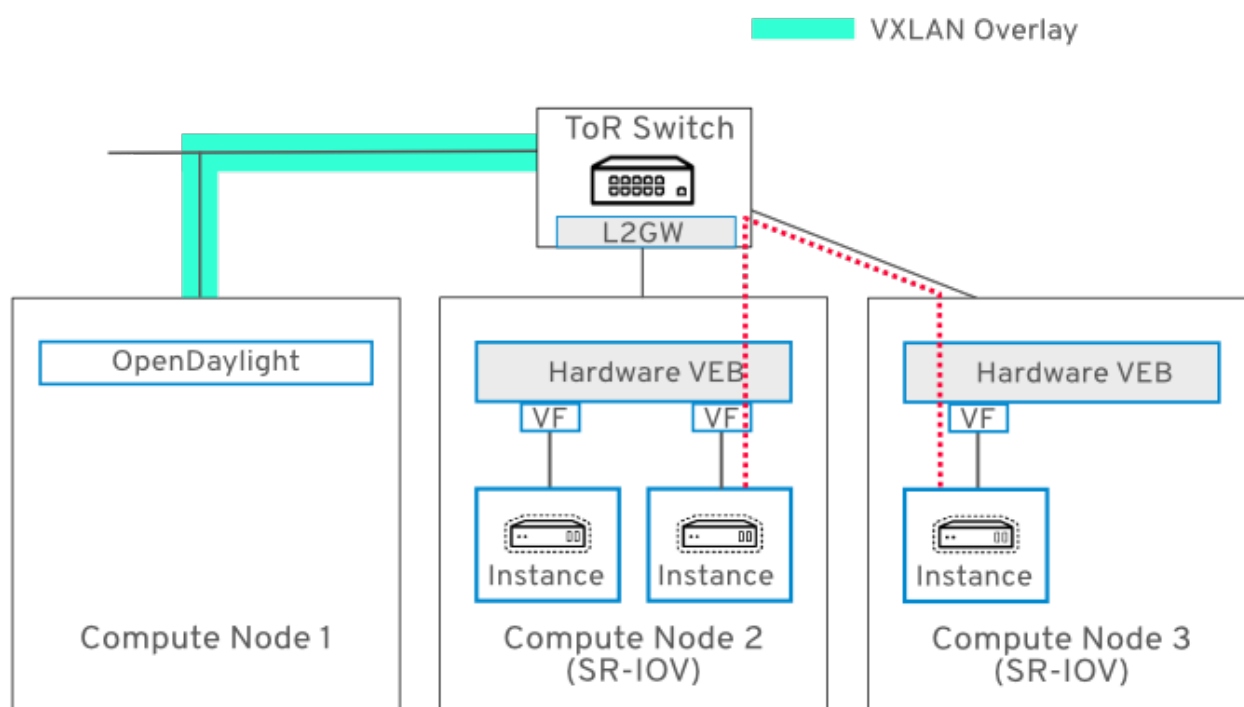 VXLAN Overlay
ToR Switch
L2GW
OpenDaylight
Hardware VEB
Hardware VEB
VF
VF
VF
Instance
Instance
Instance
Compute Node 1
Compute Node 2
(SR-IOV)
Compute Node 3
(SR-IOV)